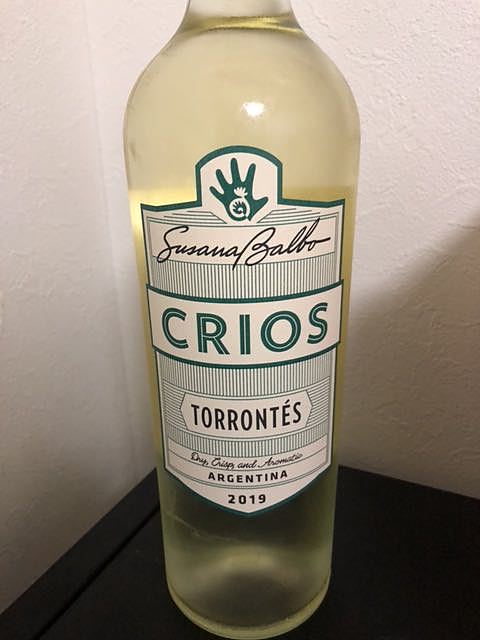 Susana Balbo
CRIOS
TORRONTÉS
Dry, Crisp, and Aromatic
ARGENTINA
2019